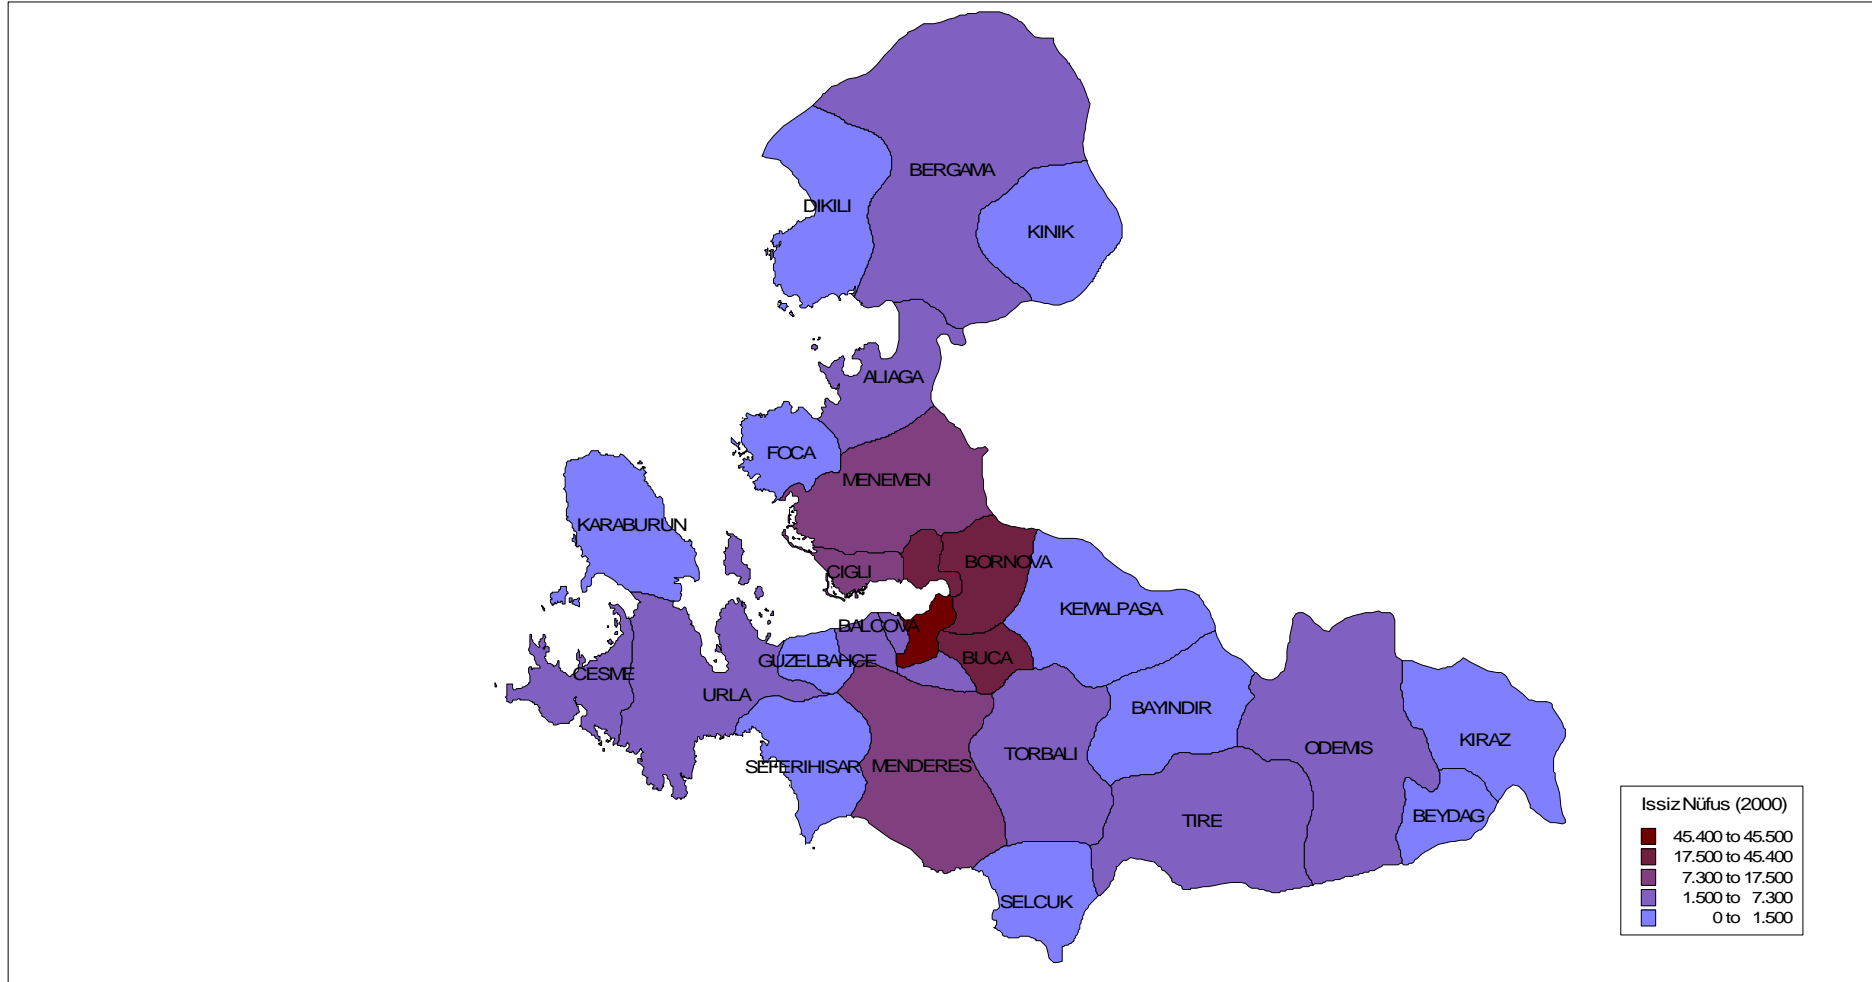 BERGAMA
DIKILI
KINIK
ALIAGA
FOCA
MENEMEN
KARABURUN
BORNOVA
CIGLI
KEMALPASA
BALCOVA
GUZELBAHCE
BUCA
CESME
URLA
BAYINDIR
KIRAZ
ODEMIS
TORBALI
SEFERIHISAR
MENDERES
BEYDAG
TIRE
SELCUK
Issiz Nüfus (2000)
45.400 to 45.500
17.500 to 45.400
7.300 to 17.500
1.500 to 7.300
0 to 1.500